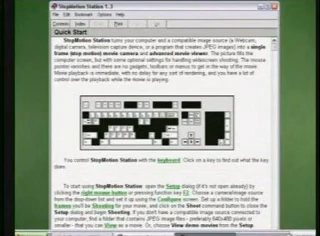 StopMotion Station 1.3
File Edit Bookmark Options Help
Contents Index Print
Quick Start
StopMotion Station turns your computer and a compatible image source (a Webcam,
digital camera, television capture device, or a program that creates JPEG images) into a single
frame (stop motion) movie camera and advanced movie viewer. The picture fills the
computer screen, but with some optional settings for handling widescreen shooting. The mouse
pointer vanishes and there are no gadgets, toolbars or menus to get in the way of the movie.
Movie playback is immediate, with no delay for any sort of rendering, and you have a lot of
control over the playback while the movie is playing.
You control StopMotion Station with the keyboard. Click on a key to find out what the key
does.
To start using StopMotion Station open the Setup dialog (if it's not open already) by
clicking the right mouse button or pressing function key F2. Choose a camera/image source
from the drop-down list and set it up using the Configure screen. Set up a folder to hold the
frames you'll be Shooting for your movie, and click on the Shoot command button to close the
Setup dialog and begin Shooting. If you don't have a compatible image source connected to
your computer, find a folder that contains JPEG image files - preferably 640x480 pixels or
smaller - that you can View as a movie. Or, choose View demo movies from the Setup